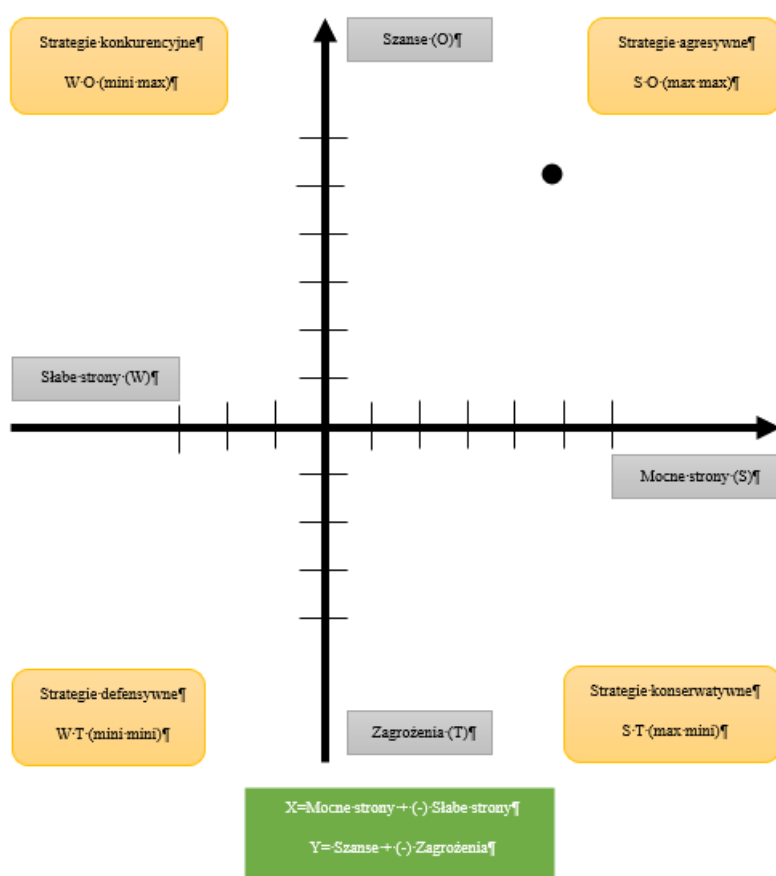 Strategie·konkurencyjne¶
W·O·(mini·max)¶
Szanse·(O)¶
Strategie·agresywne¶
S·O·(max·max)¶
Słabe·strony·(W)¶
Mocne·strony·(S)¶
Strategie·defensywne¶
W·T·(mini·mini)¶
Zagrożenia·(T)¶
Strategie·konserwatywne¶
S·T·(max·mini)¶
X=Mocne·strony·+·(-)·Słabe·strony¶
Y=·Szanse·+·(-)·Zagrożenia¶